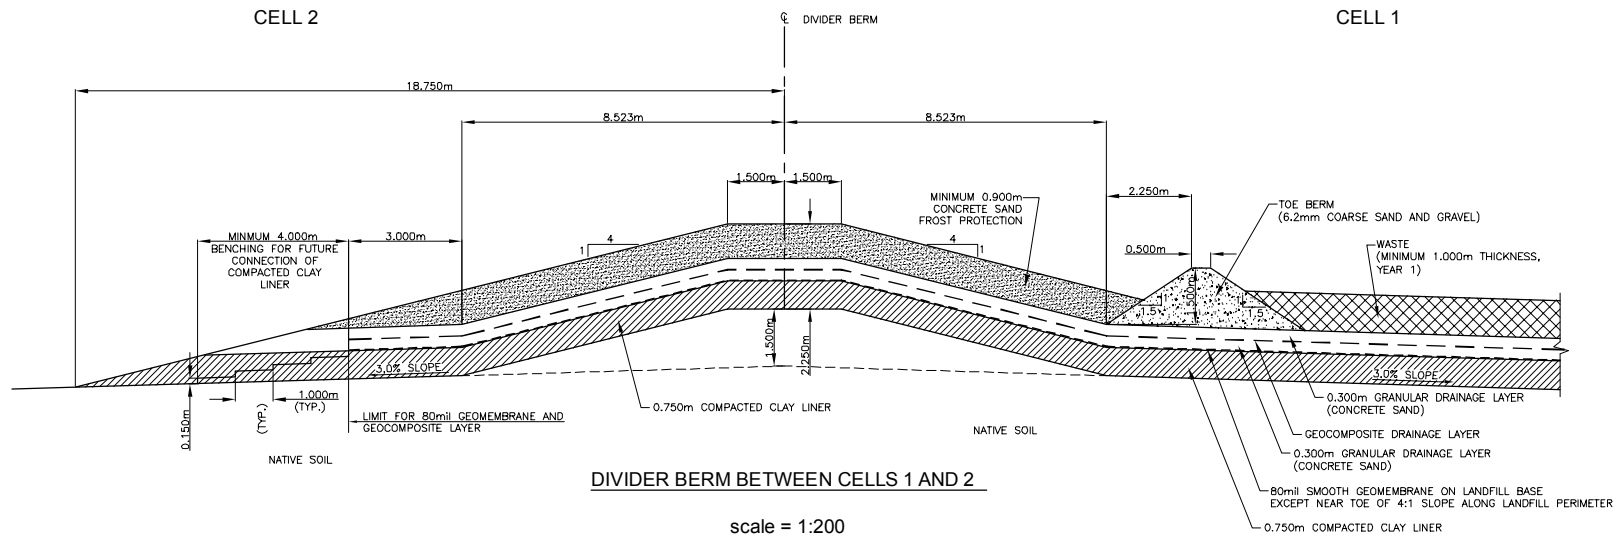 CELL 2
℄ DIVIDER BERM
CELL 1
18.750m
8.523m
8.523m
1.500m
1.500m
MINIMUM 0.900m
CONCRETE SAND
FROST PROTECTION
2.250m
TOE BERM
(6.2mm COARSE SAND AND GRAVEL)
MINMUM 4.000m
BENCHING FOR FUTURE
CONNECTION OF
COMPACTED CLAY
LINER
3.000m
4
1
4
1
0.500m
WASTE
(MINIMUM 1.000m THICKNESS,
YEAR 1)
1
1.5
.500m
1
1.5
1.500m
2.250m
3.0% SLOPE
3.0% SLOPE
0.150m
(TYP.)
1.000m
(TYP.)
LIMIT FOR 80mil GEOMEMBRANE AND
GEOCOMPOSITE LAYER
0.750m COMPACTED CLAY LINER
0.300m GRANULAR DRAINAGE LAYER
(CONCRETE SAND)
NATIVE SOIL
NATIVE SOIL
GEOCOMPOSITE DRAINAGE LAYER
0.300m GRANULAR DRAINAGE LAYER
(CONCRETE SAND)
DIVIDER BERM BETWEEN CELLS 1 AND 2
80mil SMOOTH GEOMEMBRANE ON LANDFILL BASE
EXCEPT NEAR TOE OF 4:1 SLOPE ALONG LANDFILL PERIMETER
scale = 1:200
0.750m COMPACTED CLAY LINER